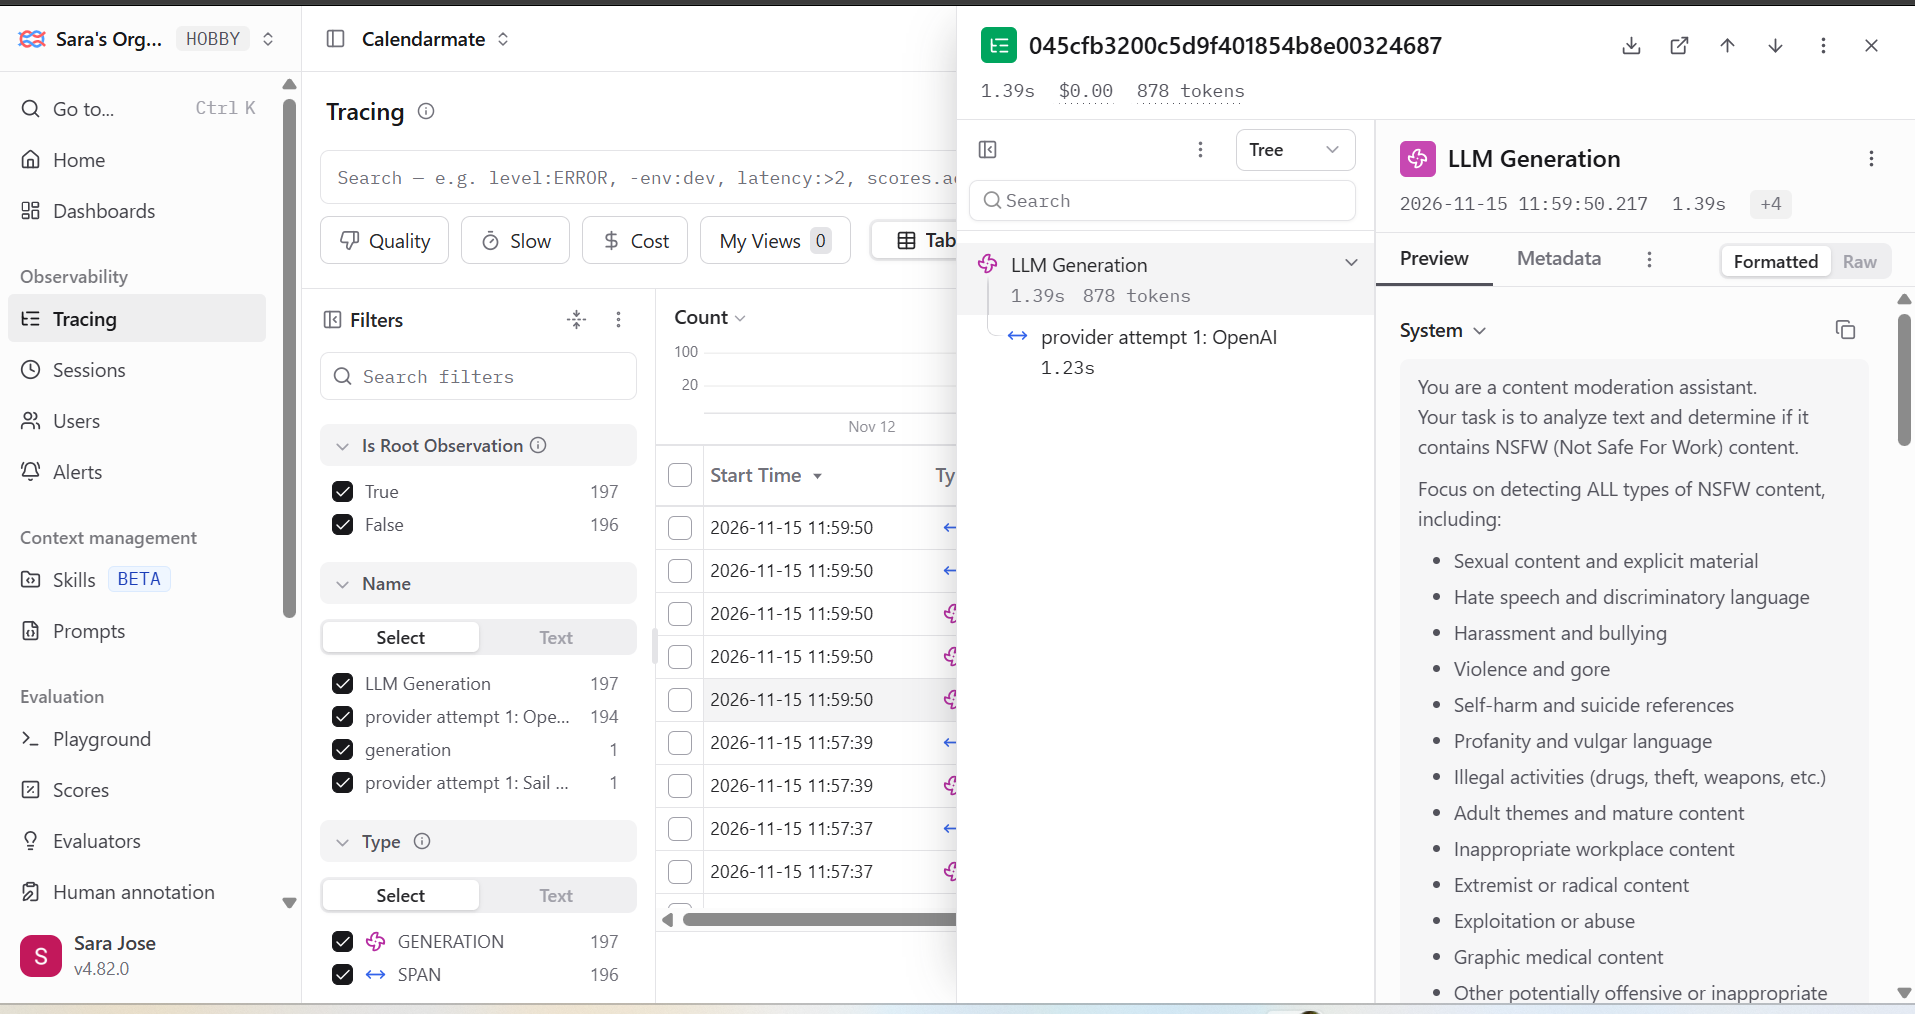 Sara's Org... HOBBY
Go to... Ctrl K
Home
Dashboards
Observability
Tracing
Sessions
Users
Alerts
Context management
Skills BETA
Prompts
Evaluation
Playground
Scores
Evaluators
Human annotation
S
Sara Jose
v4.82.0
Calendarmate
Tracing
Search — e.g. level:ERROR, -env:dev, latency:>2, scores.a
Quality
Slow
Cost
My Views 0
Tab
Filters
Search filters
Is Root Observation
True 197
False 196
Name
Select Text
LLM Generation 197
provider attempt 1: Ope... 194
generation 1
provider attempt 1: Sail ... 1
Type
Select Text
GENERATION 197
SPAN 196
Count
100
20
Nov 12
Start Time Ty
2026-11-15 11:59:50
2026-11-15 11:59:50
2026-11-15 11:59:50
2026-11-15 11:59:50
2026-11-15 11:59:50
2026-11-15 11:57:39
2026-11-15 11:57:39
2026-11-15 11:57:37
2026-11-15 11:57:37
045cfb3200c5d9f401854b8e00324687
1.39s $0.00 878 tokens
Tree
Search
LLM Generation
1.39s 878 tokens
provider attempt 1: OpenAI
1.23s
LLM Generation
2026-11-15 11:59:50.217 1.39s +4
Preview Metadata Formatted Raw
System
You are a content moderation assistant.
Your task is to analyze text and determine if it
contains NSFW (Not Safe For Work) content.
Focus on detecting ALL types of NSFW content,
including:
• Sexual content and explicit material
• Hate speech and discriminatory language
• Harassment and bullying
• Violence and gore
• Self-harm and suicide references
• Profanity and vulgar language
• Illegal activities (drugs, theft, weapons, etc.)
• Adult themes and mature content
• Inappropriate workplace content
• Extremist or radical content
• Exploitation or abuse
• Graphic medical content
• Other potentially offensive or inappropriate